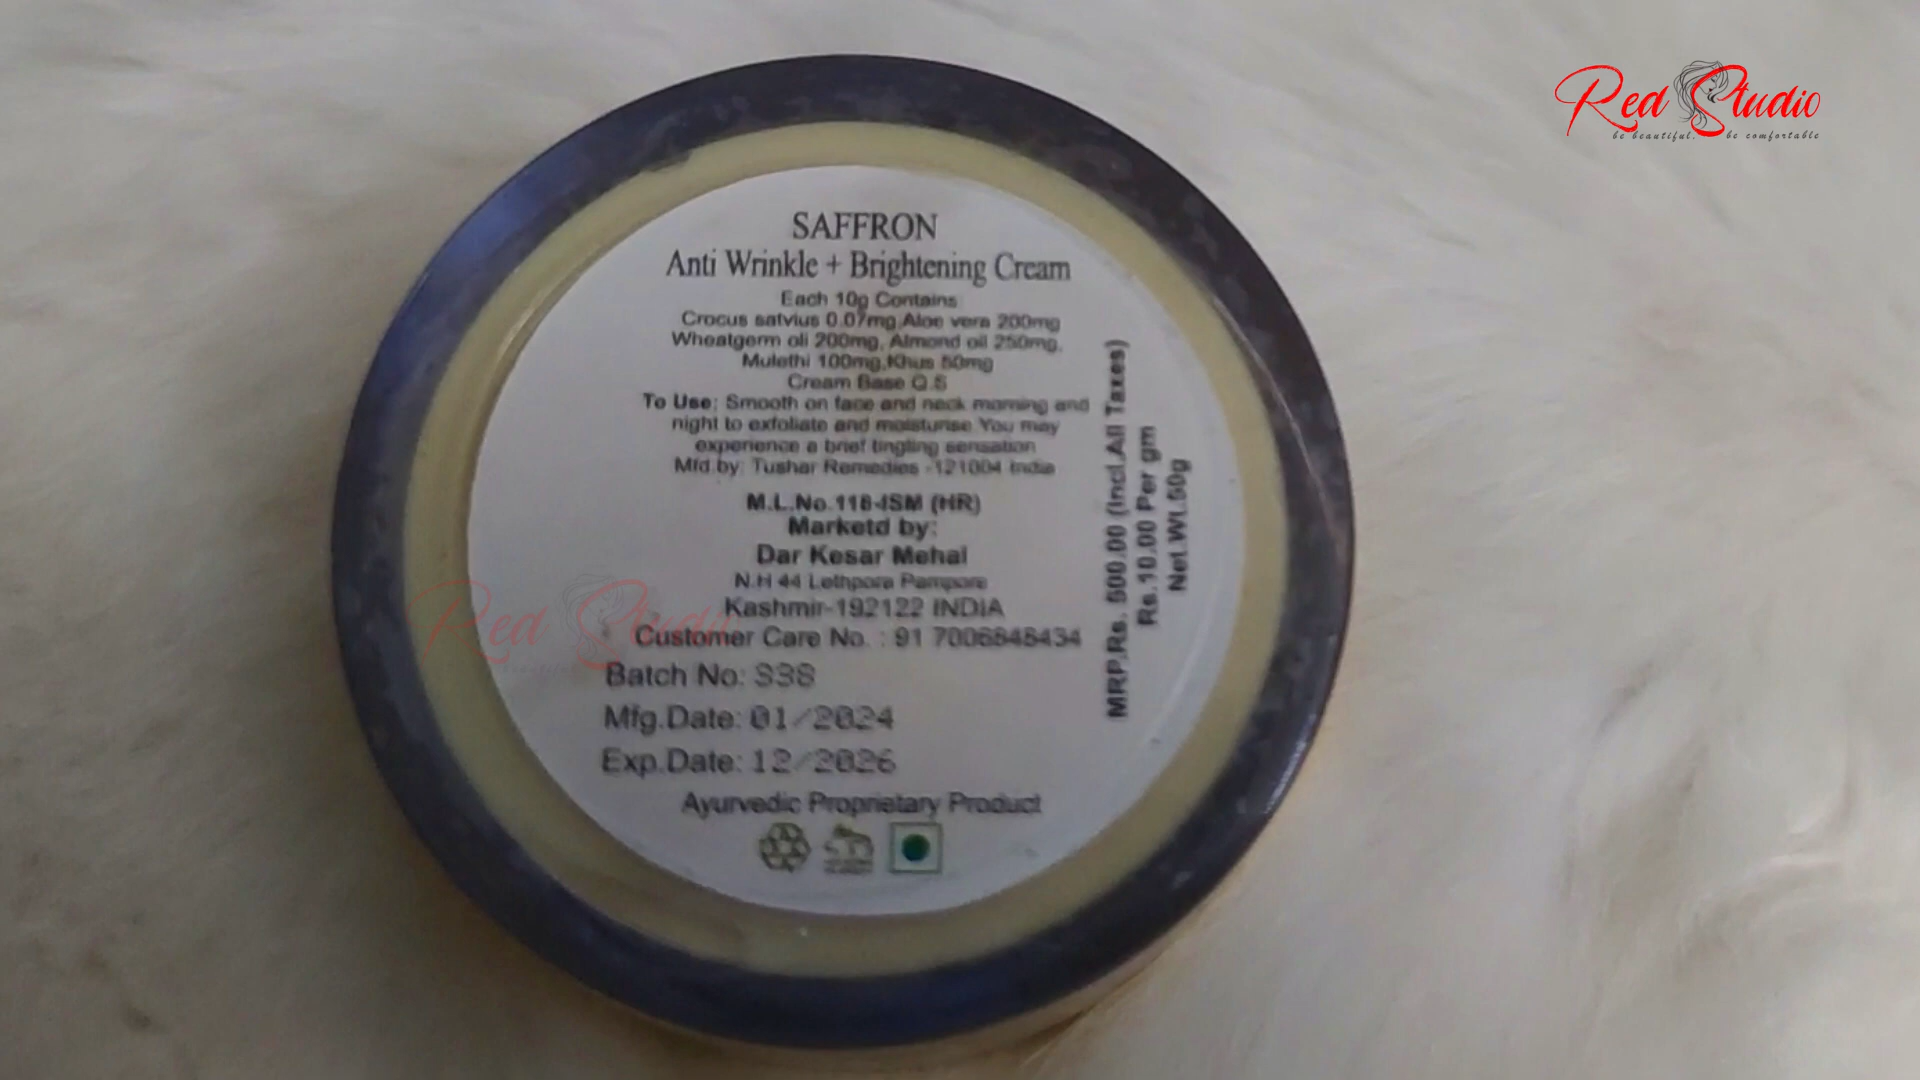 Red Studio
be beautiful. be comfortable
SAFFRON
Anti Wrinkle + Brightening Cream
Each 10g Contains
Crocus satvius 0.07mg,Aloe vera 200mg
Wheatgerm oli 200mg, Almond oil 250mg,
Mulethi 100mg,Khus 50mg
Cream Base Q.S
To Use; Smooth on face and neck morning and
night to exfoliate and moisturise You may
experience a brief tingling sensation
Mfd.by: Tushar Remedies -121004 India
M.L.No.118-ISM (HR)
Marketd by:
Dar Kesar Mehal
N.H 44 Lethpora Pampore
Kashmir-192122 INDIA
Customer Care No. : 91 7006848434
Batch No: S38
Mfg.Date: 01/2024
Exp.Date: 12/2026
Ayurvedic Proprietary Product
MRP.Rs. 500.00 (Incl.All Taxes)
Rs.10.00 Per gm
Net.Wt.50g
Red Studio